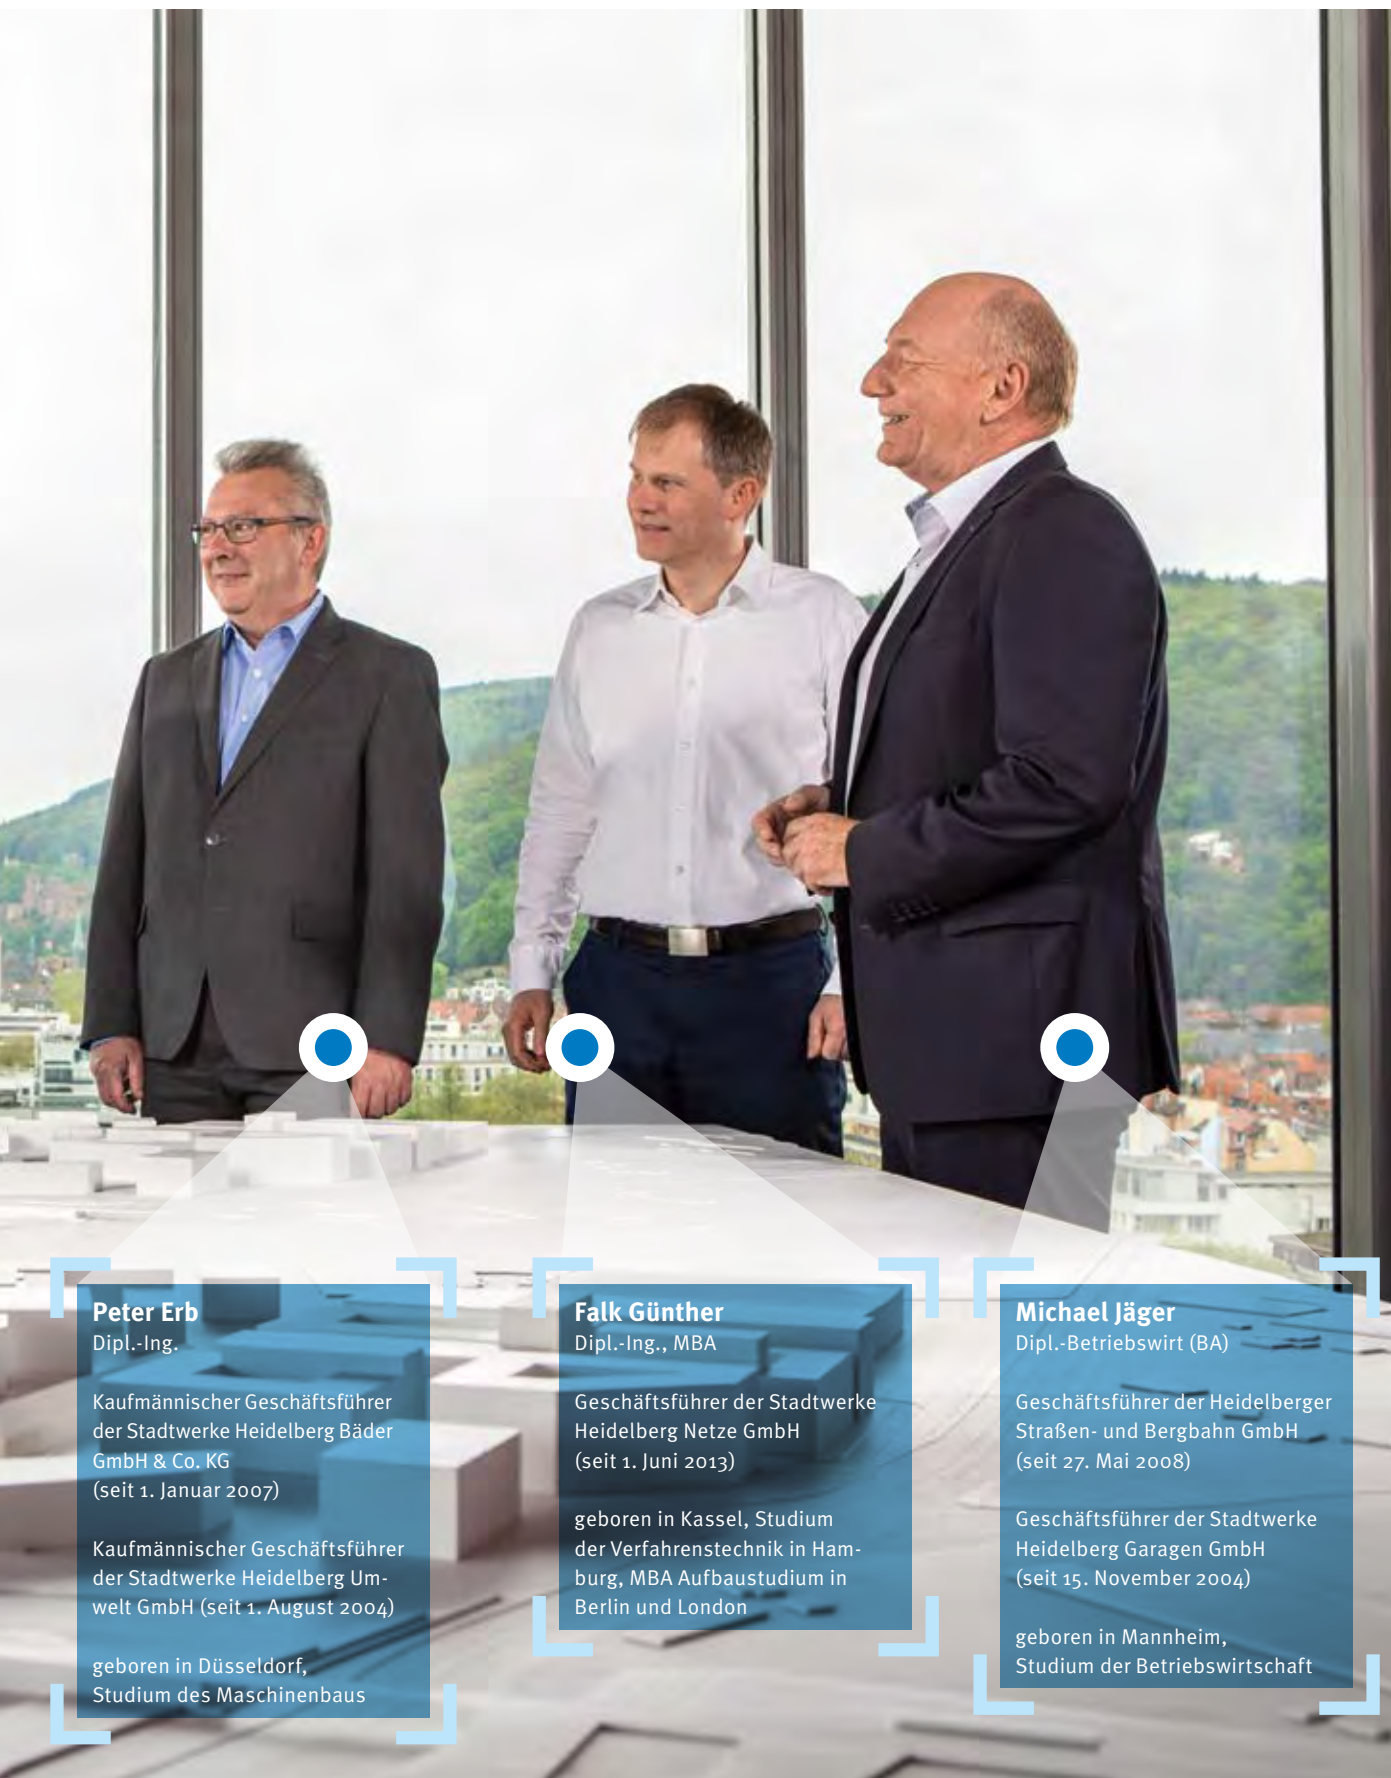 Peter Erb
Dipl.-Ing.
Kaufmännischer Geschäftsführer
der Stadtwerke Heidelberg Bäder
GmbH & Co. KG
(seit 1. Januar 2007)
Kaufmännischer Geschäftsführer
der Stadtwerke Heidelberg Um-
welt GmbH (seit 1. August 2004)
geboren in Düsseldorf,
Studium des Maschinenbaus
Falk Günther
Dipl.-Ing., MBA
Geschäftsführer der Stadtwerke
Heidelberg Netze GmbH
(seit 1. Juni 2013)
geboren in Kassel, Studium
der Verfahrenstechnik in Ham-
burg, MBA Aufbaustudium in
Berlin und London
Michael Jäger
Dipl.-Betriebswirt (BA)
Geschäftsführer der Heidelberger
Straßen- und Bergbahn GmbH
(seit 27. Mai 2008)
Geschäftsführer der Stadtwerke
Heidelberg Garagen GmbH
(seit 15. November 2004)
geboren in Mannheim,
Studium der Betriebswirtschaft